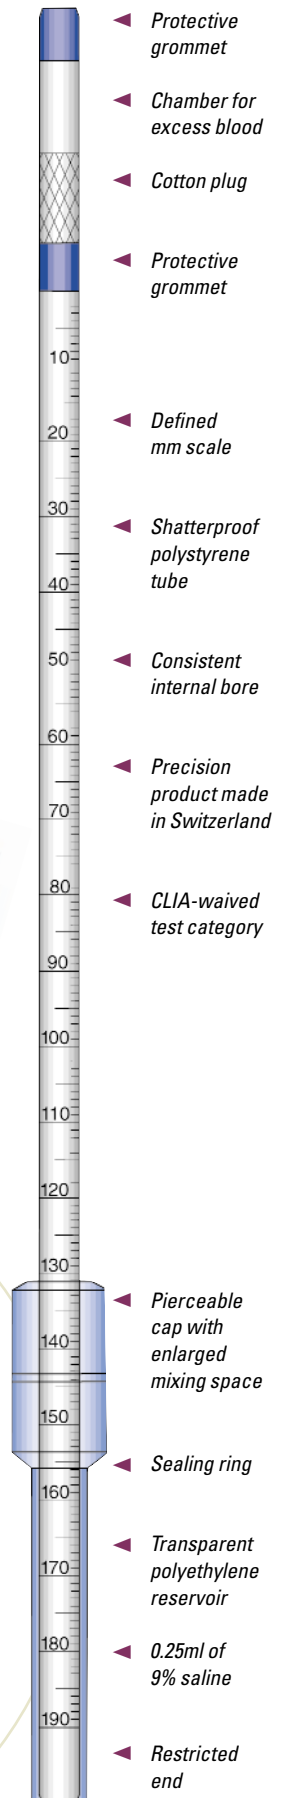 Protective
grommet
Chamber for
excess blood
Cotton plug
Protective
grommet
10
Defined
mm scale
20
30
Shatterproof
polystyrene
tube
40
50
Consistent
internal bore
60
Precision
product made
in Switzerland
70
80
CLIA-waived
test category
90
100
110
120
130
Pierceable
cap with
enlarged
mixing space
140
150
Sealing ring
160
Transparent
polyethylene
reservoir
170
180
0.25ml of
9% saline
190
Restricted
end